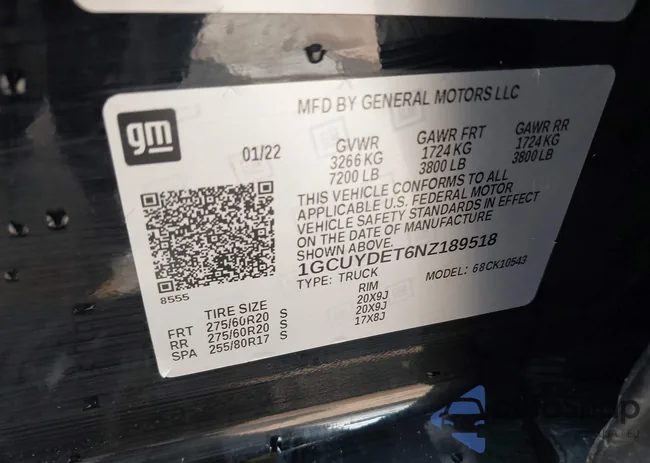 MFD BY GENERAL MOTORS LLC
gm
01/22
GVWR GAWR FRT GAWR RR
3266 KG 1724 KG 1724 KG
7200 LB 3800 LB 3800 LB
THIS VEHICLE CONFORMS TO ALL
APPLICABLE U.S. FEDERAL MOTOR
VEHICLE SAFETY STANDARDS IN EFFECT
ON THE DATE OF MANUFACTURE
SHOWN ABOVE.
1GCUYDET6NZ189518
TYPE: TRUCK MODEL: 68CK10543
8555
TIRE SIZE RIM
FRT 275/60R20 S 20X9J
RR 275/60R20 S 20X9J
SPA 255/80R17 S 17X8J